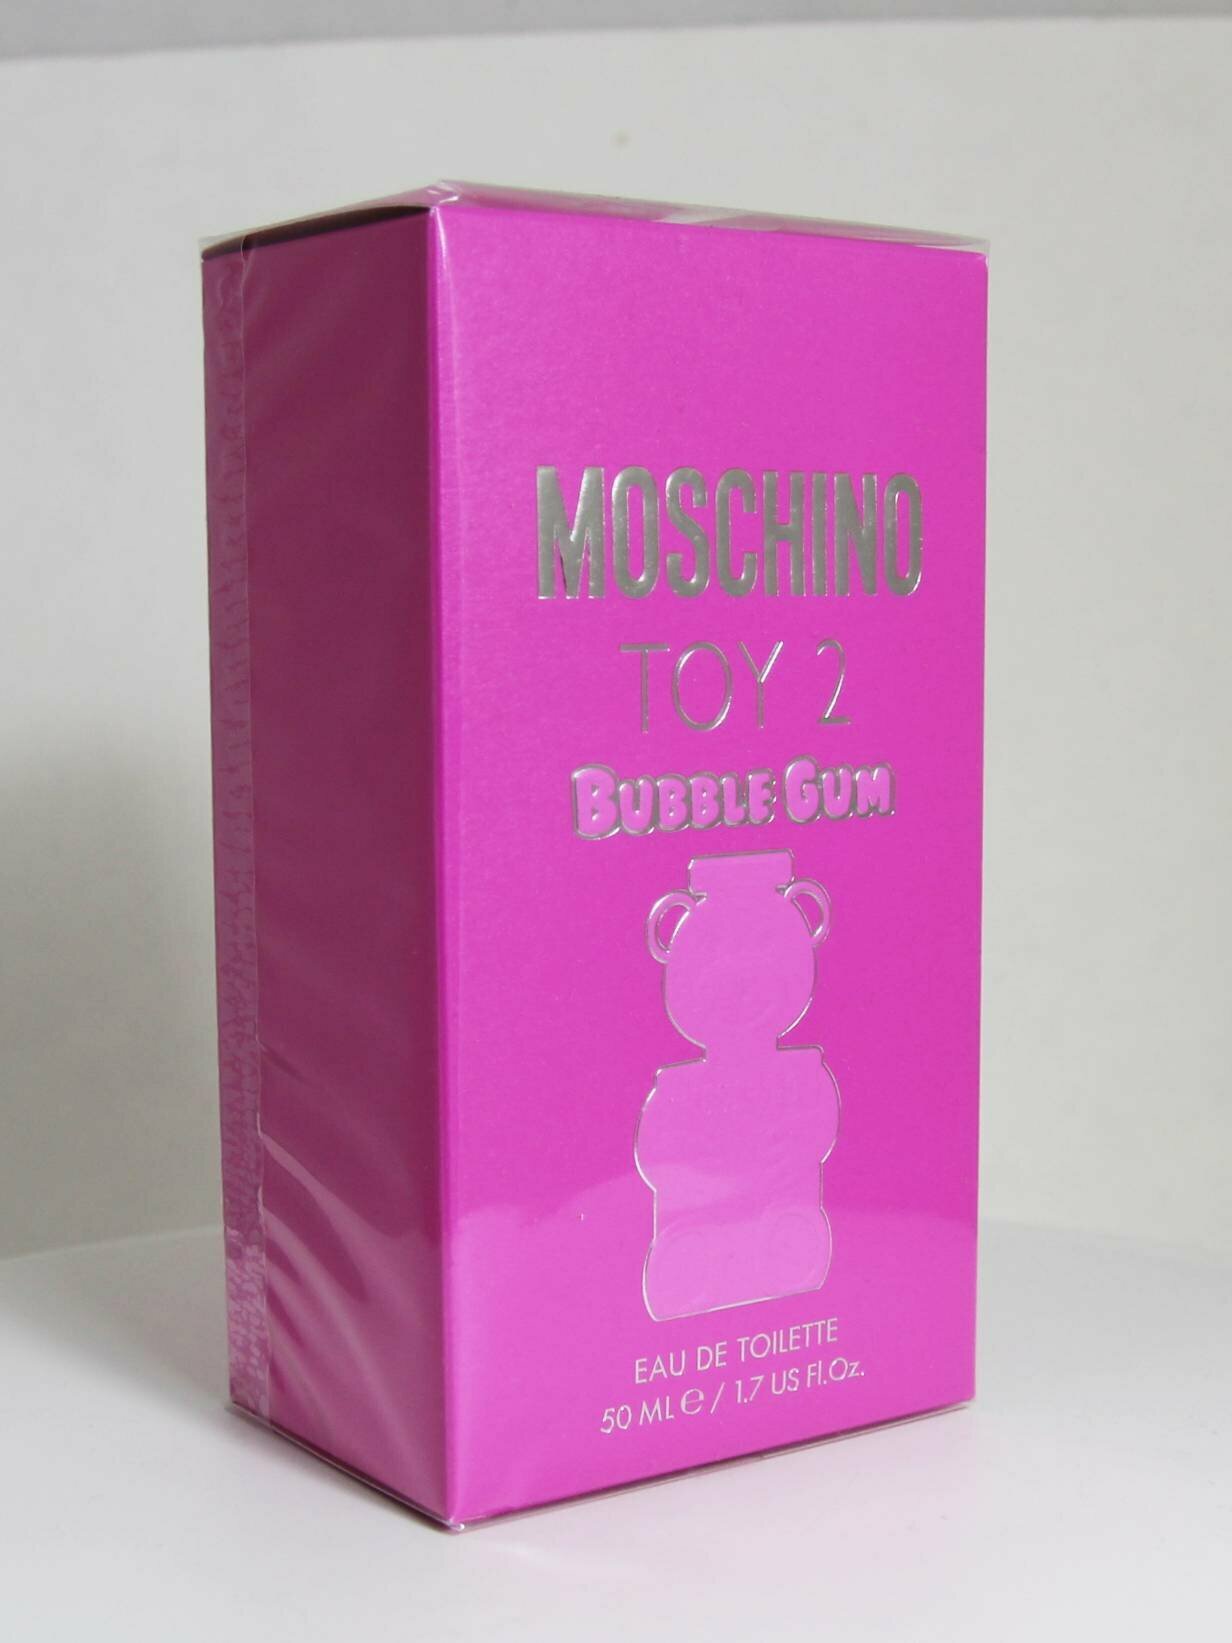 MOSCHINO
TOY 2
BUBBLE GUM
EAU DE TOILETTE
50 ML ℮ / 1.7 US Fl.Oz.